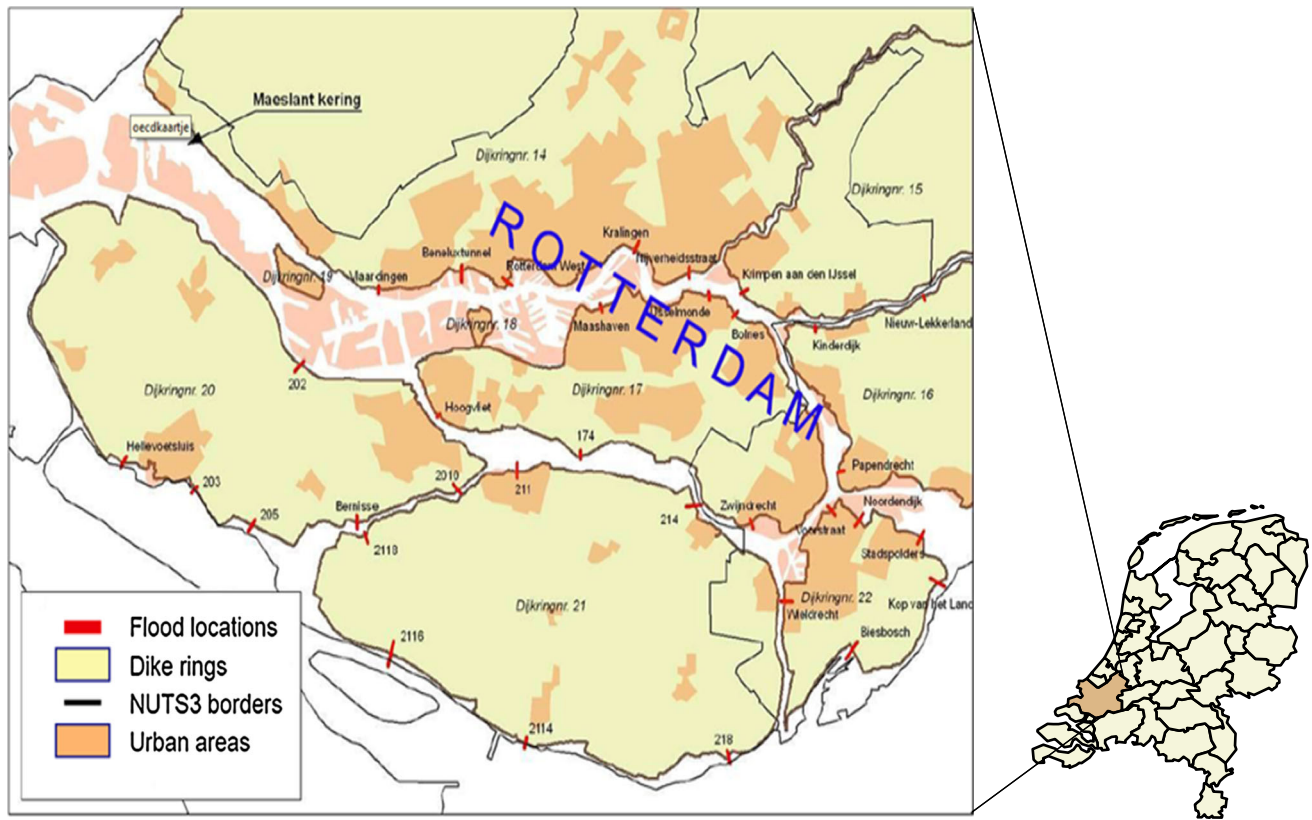 Maeslant kering
oecdkaartje
Dijkringnr. 14
Dijkringnr. 15
ROTTERDAM
Kralingen
Beneluxtunnel
Nijverheidsstraat
Rotterdam West
Krimpen aan den IJssel
Dijkringnr. 19
Vlaardingen
IJsselmonde
Nieuw-Lekkerland
Dijkringnr. 18
Maashaven
Bolnes
Kinderdijk
202
Dijkringnr. 20
Dijkringnr. 17
Dijkringnr. 16
Hoogvliet
174
Hellevoetsluis
Papendrecht
2010
211
203
Bernisse
214
Zwijndrecht
Noordendijk
205
Voorstraat
2118
Stadspolders
Dijkringnr. 21
Dijkringnr. 22
Kop van het Land
Wieldrecht
2116
Biesbosch
2114
218
Flood locations
Dike rings
NUTS3 borders
Urban areas